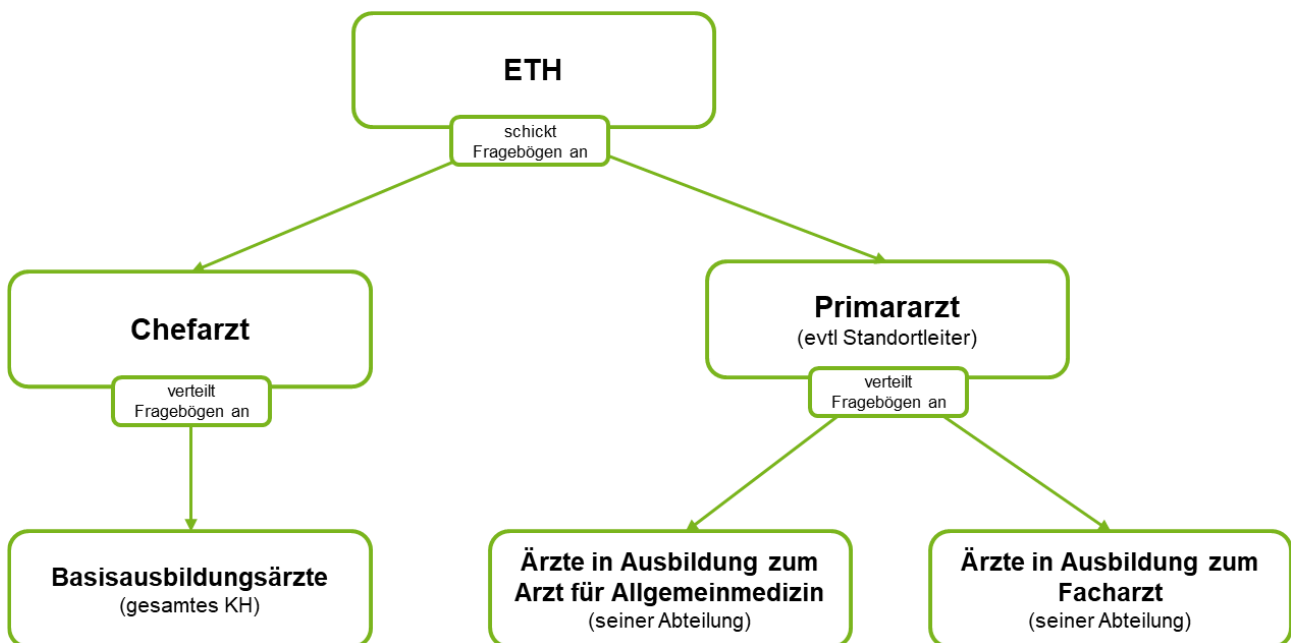 ETH
schickt
Fragebögen an
Chefarzt
verteilt
Fragebögen an
Primararzt
(evtl Standortleiter)
verteilt
Fragebögen an
Basisausbildungsärzte
(gesamtes KH)
Ärzte in Ausbildung zum
Arzt für Allgemeinmedizin
(seiner Abteilung)
Ärzte in Ausbildung zum
Facharzt
(seiner Abteilung)